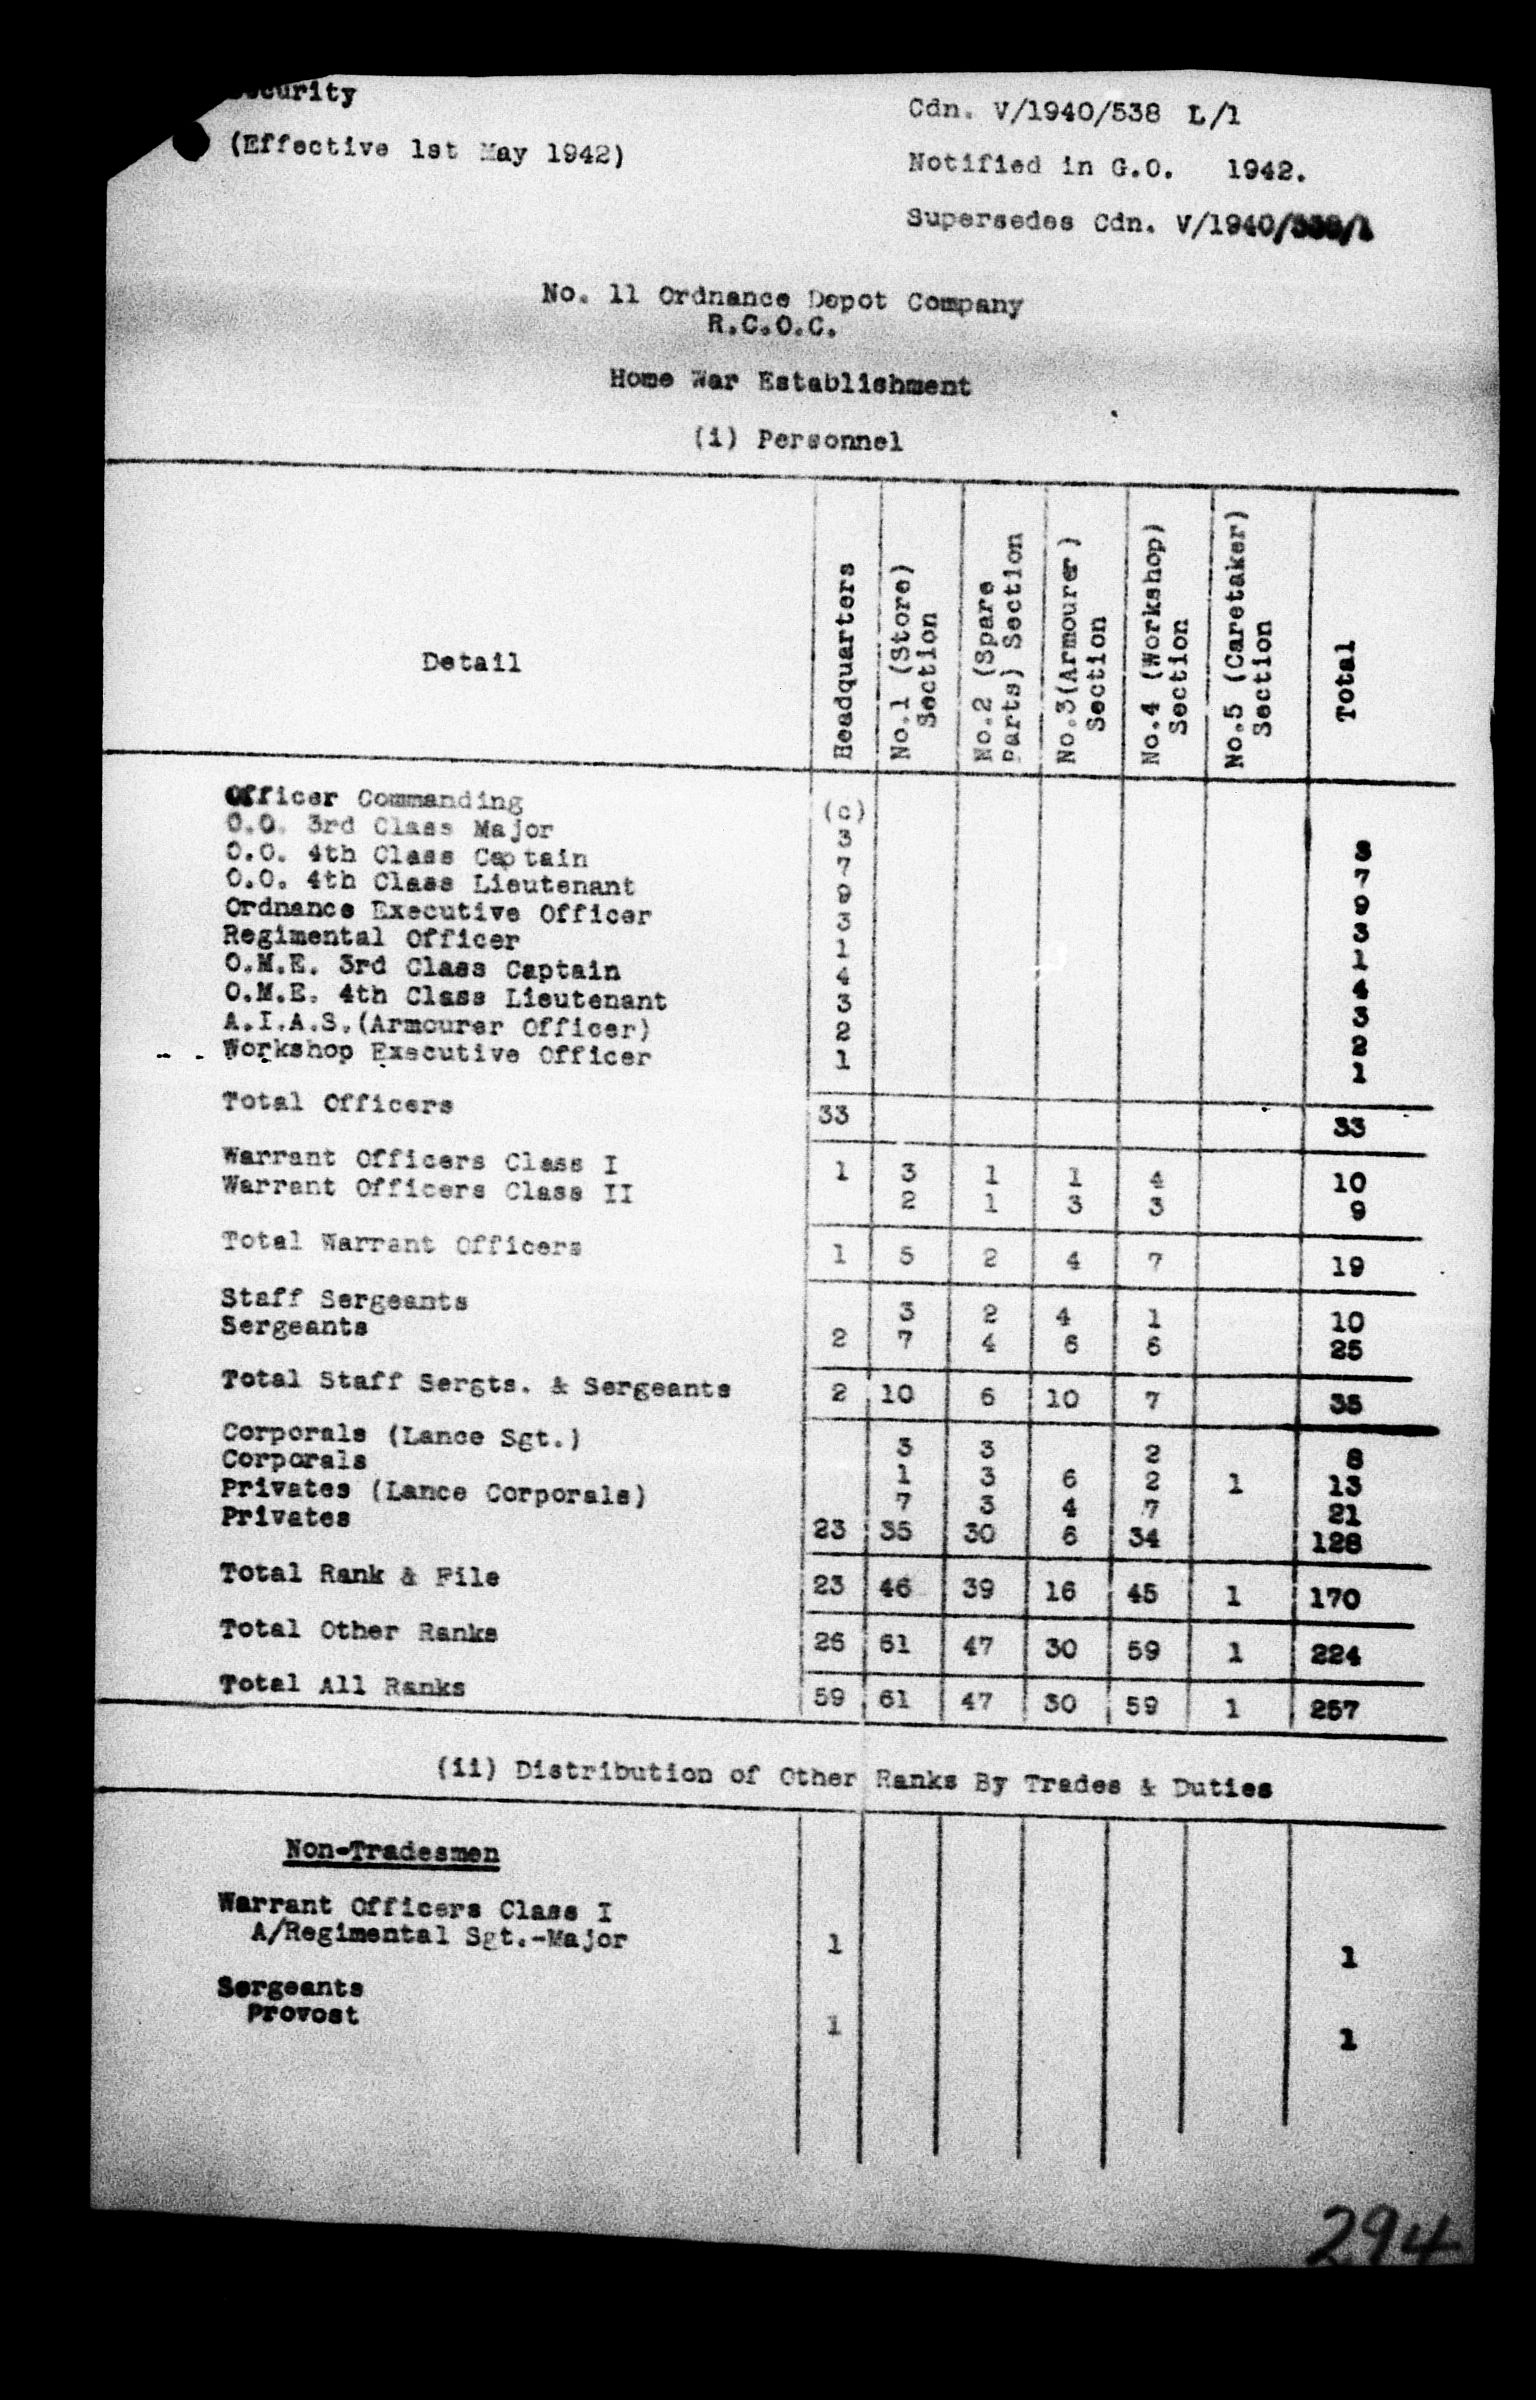 Security
(Effective 1st May 1942)
Cdn. V/1940/538 L/1
Notified in G.O. 1942.
Supersedes Cdn. V/1940/538/1
No. 11 Ordnance Depot Company
R.C.O.C.
Home War Establishment
(i) Personnel
Detail
Headquarters
No.1 (Store)
Section
No.2 (Spare
Parts) Section
No.3(Armourer)
Section
No.4 (Workshop)
Section
No.5 (Caretaker)
Section
Total
Officer Commanding (c)
O.O. 3rd Class Major 3 3
O.O. 4th Class Captain 7 7
O.O. 4th Class Lieutenant 9 9
Ordnance Executive Officer 3 3
Regimental Officer 1 1
O.M.E. 3rd Class Captain 4 4
O.M.E. 4th Class Lieutenant 3 3
A.I.A.S.(Armourer Officer) 2 2
Workshop Executive Officer 1 1
Total Officers 33 33
Warrant Officers Class I 1 3 1 1 4 10
Warrant Officers Class II 2 1 3 3 9
Total Warrant Officers 1 5 2 4 7 19
Staff Sergeants 3 2 4 1 10
Sergeants 2 7 4 6 6 25
Total Staff Sergts. & Sergeants 2 10 6 10 7 35
Corporals (Lance Sgt.) 3 3 2 8
Corporals 1 3 6 2 1 13
Privates (Lance Corporals) 7 3 4 7 21
Privates 23 35 30 6 34 128
Total Rank & File 23 46 39 16 45 1 170
Total Other Ranks 26 61 47 30 59 1 224
Total All Ranks 59 61 47 30 59 1 257
(ii) Distribution of Other Ranks By Trades & Duties
Non-Tradesmen
Warrant Officers Class I
A/Regimental Sgt.-Major 1 1
Sergeants
Provost 1 1
294